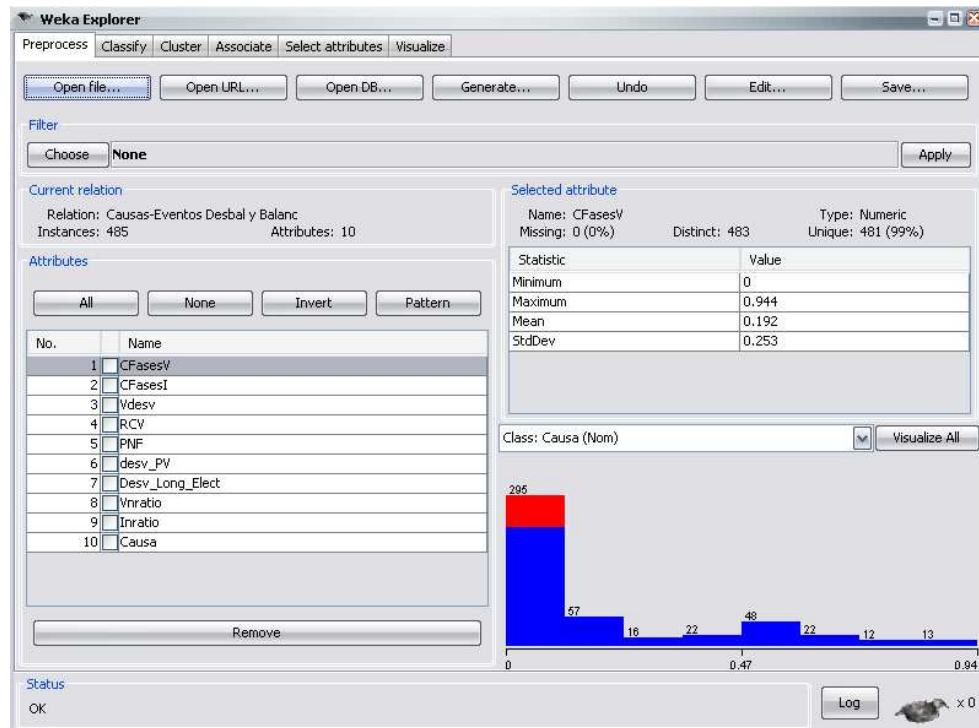 Weka Explorer
Preprocess Classify Cluster Associate Select attributes Visualize
Open file... Open URL... Open DB... Generate... Undo Edit... Save...
Filter
Choose None Apply
Current relation
Relation: Causas-Eventos Desbal y Balanc
Instances: 485 Attributes: 10
Attributes
All None Invert Pattern
No. Name
1 CFasesV
2 CFasesI
3 Vdesv
4 RCV
5 PNF
6 desv_PV
7 Desv_Long_Elect
8 Vnratio
9 Inratio
10 Causa
Remove
Selected attribute
Name: CFasesV Type: Numeric
Missing: 0 (0%) Distinct: 483 Unique: 481 (99%)
Statistic Value
Minimum 0
Maximum 0.944
Mean 0.192
StdDev 0.253
Class: Causa (Nom) Visualize All
295 57 16 22 48 22 12 13
0 0.47 0.94
Status
OK Log x 0